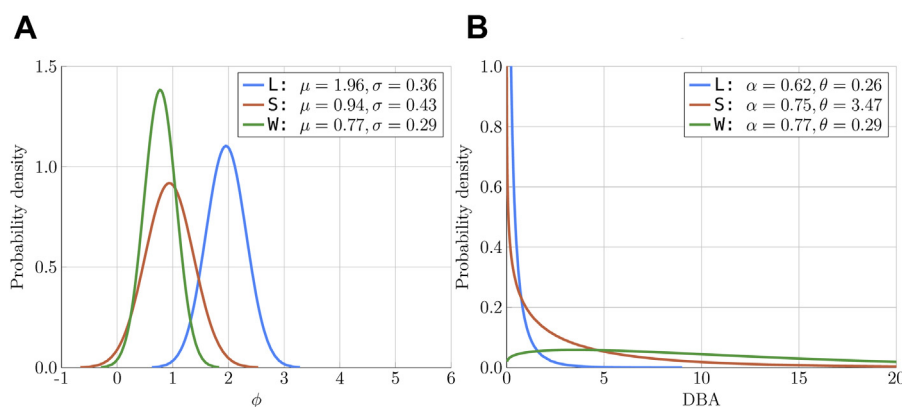 A
B
L: μ = 1.96, σ = 0.36
S: μ = 0.94, σ = 0.43
W: μ = 0.77, σ = 0.29
Probability density
1.5
1.0
0.5
0.0
-1 0 1 2 3 4 5 6
ϕ
L: α = 0.62, θ = 0.26
S: α = 0.75, θ = 3.47
W: α = 0.77, θ = 0.29
Probability density
1.0
0.8
0.6
0.4
0.2
0.0
0 5 10 15 20
DBA